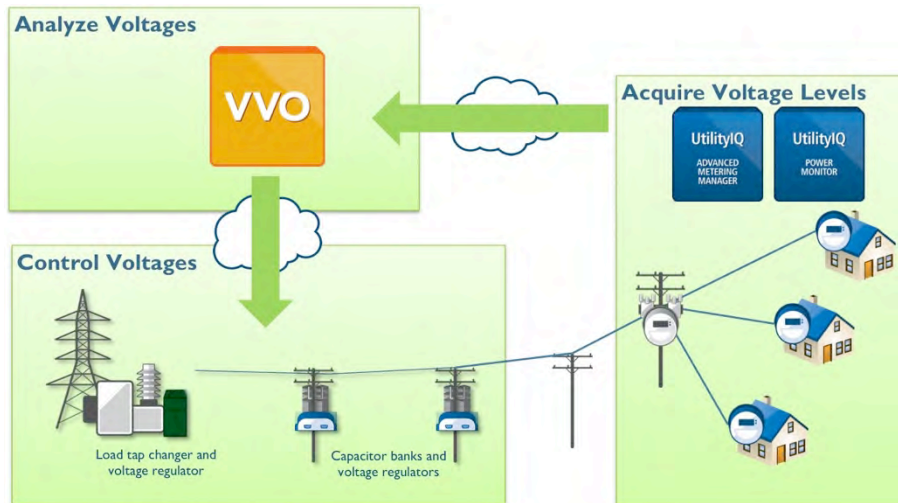 Analyze Voltages
VVO
Acquire Voltage Levels
UtilityIQ
ADVANCED
METERING
MANAGER
UtilityIQ
POWER
MONITOR
Control Voltages
Load tap changer and
voltage regulator
Capacitor banks and
voltage regulators